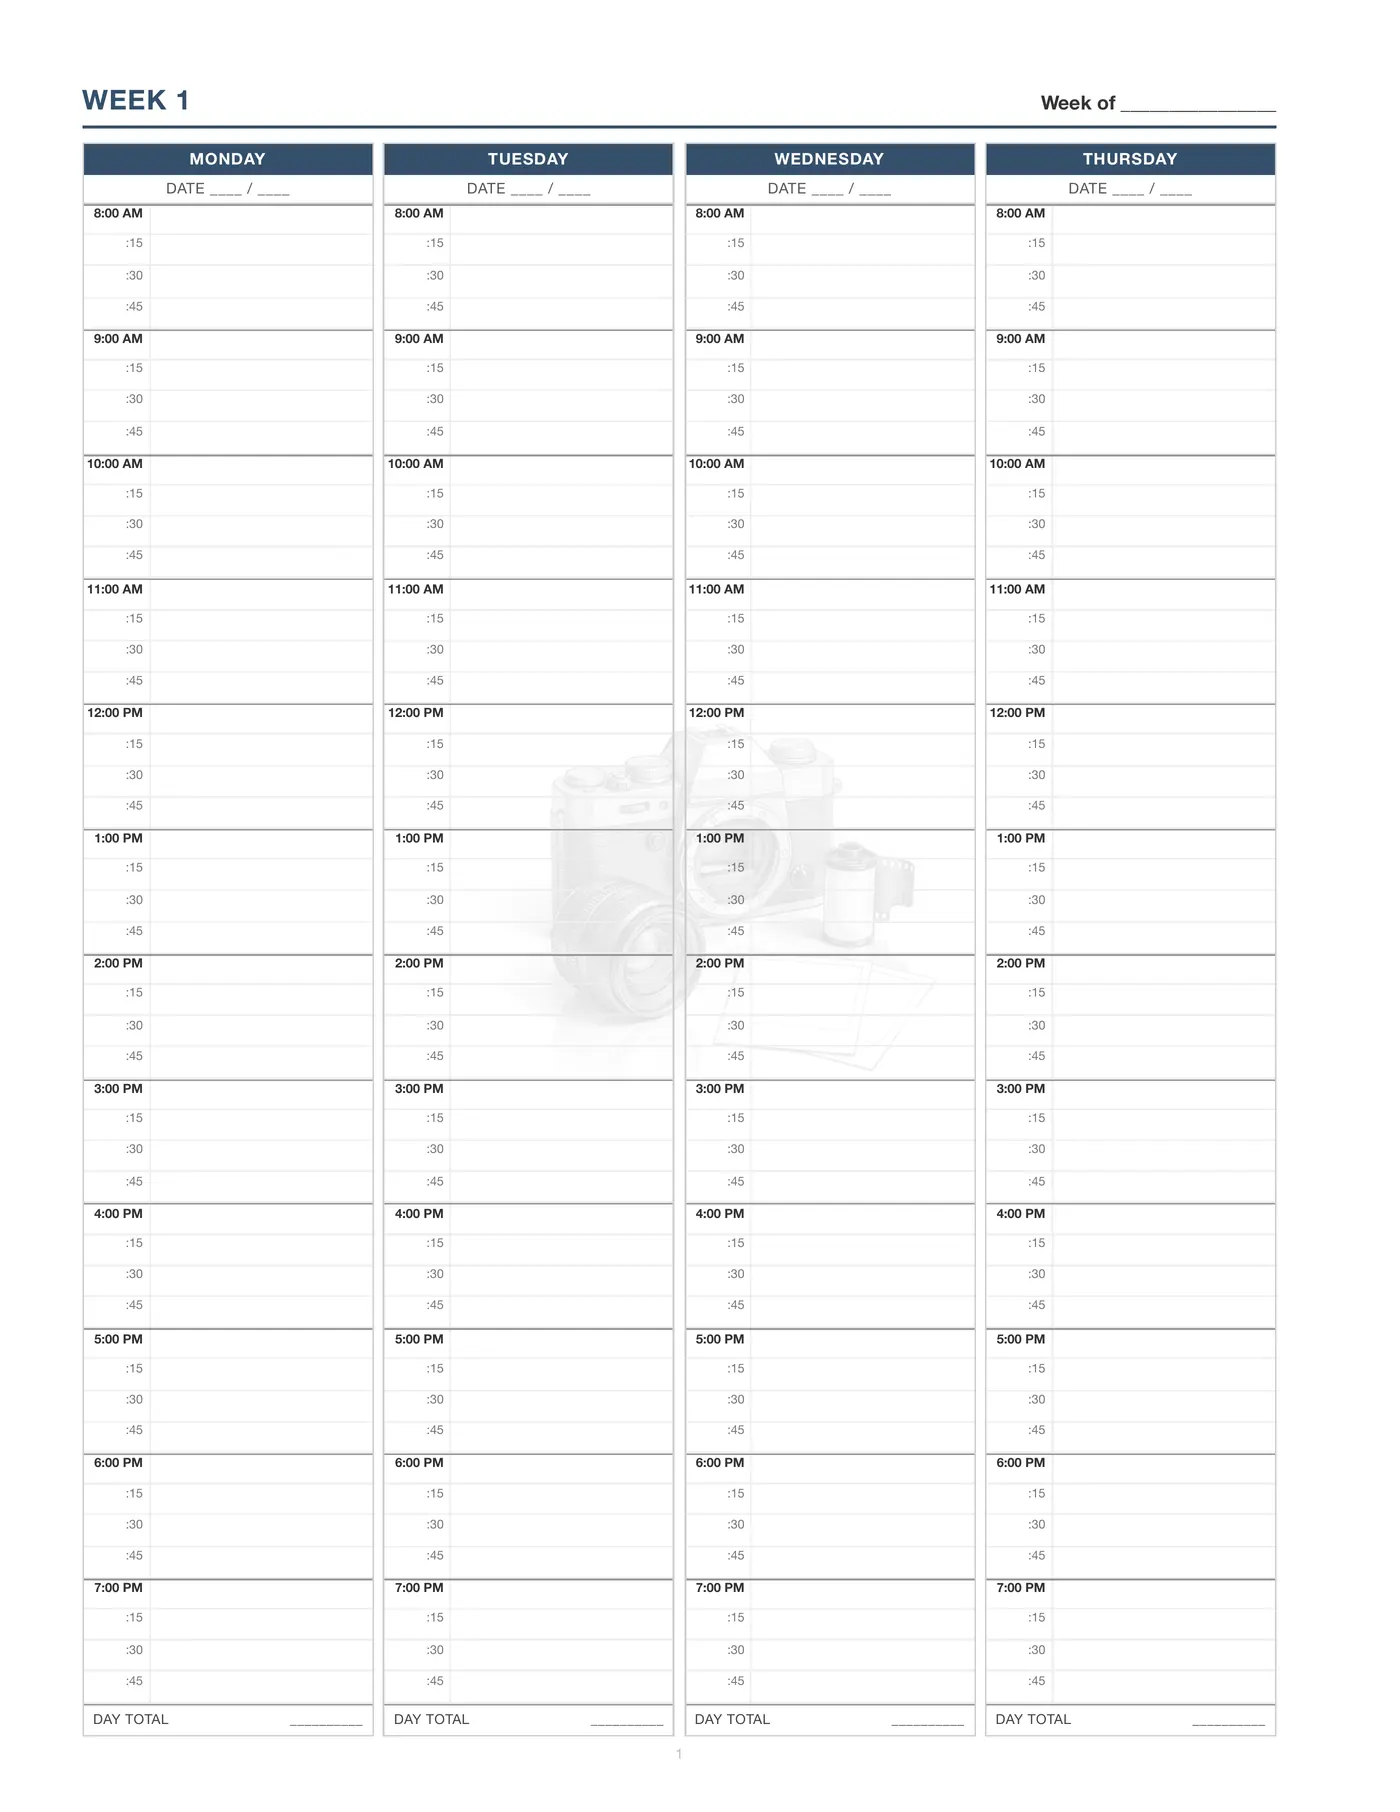 WEEK 1 Week of ________________
MONDAY TUESDAY WEDNESDAY THURSDAY
DATE ____ / ____ DATE ____ / ____ DATE ____ / ____ DATE ____ / ____
8:00 AM 8:00 AM 8:00 AM 8:00 AM
:15 :15 :15 :15
:30 :30 :30 :30
:45 :45 :45 :45
9:00 AM 9:00 AM 9:00 AM 9:00 AM
:15 :15 :15 :15
:30 :30 :30 :30
:45 :45 :45 :45
10:00 AM 10:00 AM 10:00 AM 10:00 AM
:15 :15 :15 :15
:30 :30 :30 :30
:45 :45 :45 :45
11:00 AM 11:00 AM 11:00 AM 11:00 AM
:15 :15 :15 :15
:30 :30 :30 :30
:45 :45 :45 :45
12:00 PM 12:00 PM 12:00 PM 12:00 PM
:15 :15 :15 :15
:30 :30 :30 :30
:45 :45 :45 :45
1:00 PM 1:00 PM 1:00 PM 1:00 PM
:15 :15 :15 :15
:30 :30 :30 :30
:45 :45 :45 :45
2:00 PM 2:00 PM 2:00 PM 2:00 PM
:15 :15 :15 :15
:30 :30 :30 :30
:45 :45 :45 :45
3:00 PM 3:00 PM 3:00 PM 3:00 PM
:15 :15 :15 :15
:30 :30 :30 :30
:45 :45 :45 :45
4:00 PM 4:00 PM 4:00 PM 4:00 PM
:15 :15 :15 :15
:30 :30 :30 :30
:45 :45 :45 :45
5:00 PM 5:00 PM 5:00 PM 5:00 PM
:15 :15 :15 :15
:30 :30 :30 :30
:45 :45 :45 :45
6:00 PM 6:00 PM 6:00 PM 6:00 PM
:15 :15 :15 :15
:30 :30 :30 :30
:45 :45 :45 :45
7:00 PM 7:00 PM 7:00 PM 7:00 PM
:15 :15 :15 :15
:30 :30 :30 :30
:45 :45 :45 :45
DAY TOTAL __________ DAY TOTAL __________ DAY TOTAL __________ DAY TOTAL __________
1